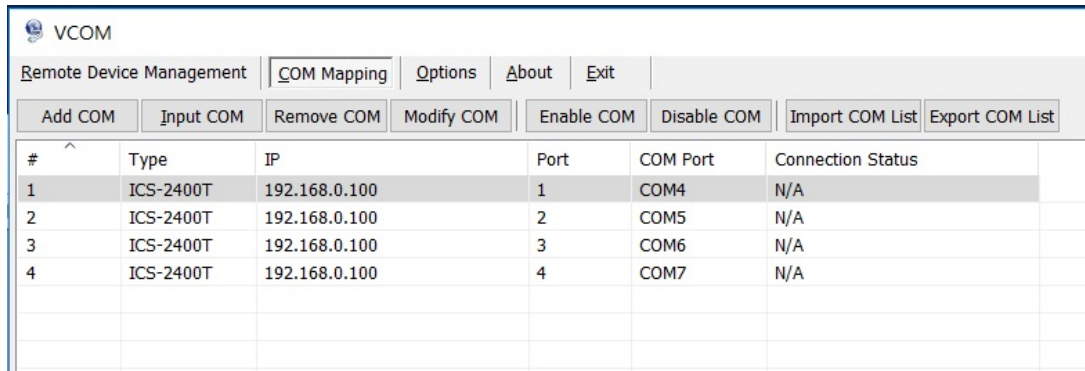 VCOM
Remote Device Management COM Mapping Options About Exit
Add COM Input COM Remove COM Modify COM Enable COM Disable COM Import COM List Export COM List
# Type IP Port COM Port Connection Status
1 ICS-2400T 192.168.0.100 1 COM4 N/A
2 ICS-2400T 192.168.0.100 2 COM5 N/A
3 ICS-2400T 192.168.0.100 3 COM6 N/A
4 ICS-2400T 192.168.0.100 4 COM7 N/A